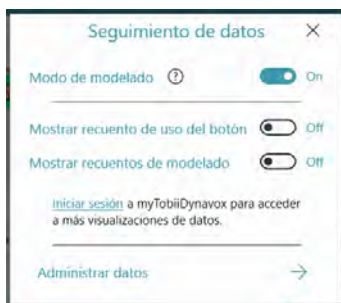 Seguimiento de datos
Modo de modelado
On
Mostrar recuento de uso del botón
Off
Mostrar recuentos de modelado
Off
Iniciar sesión a myTobiiDynavox para acceder
a más visualizaciones de datos.
Administrar datos